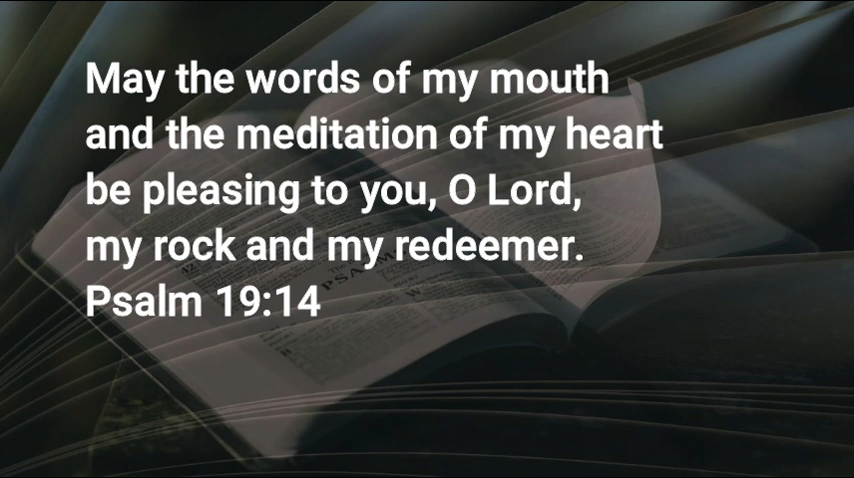 May the words of my mouth
and the meditation of my heart
be pleasing to you, O Lord,
my rock and my redeemer.
Psalm 19:14
PSALM